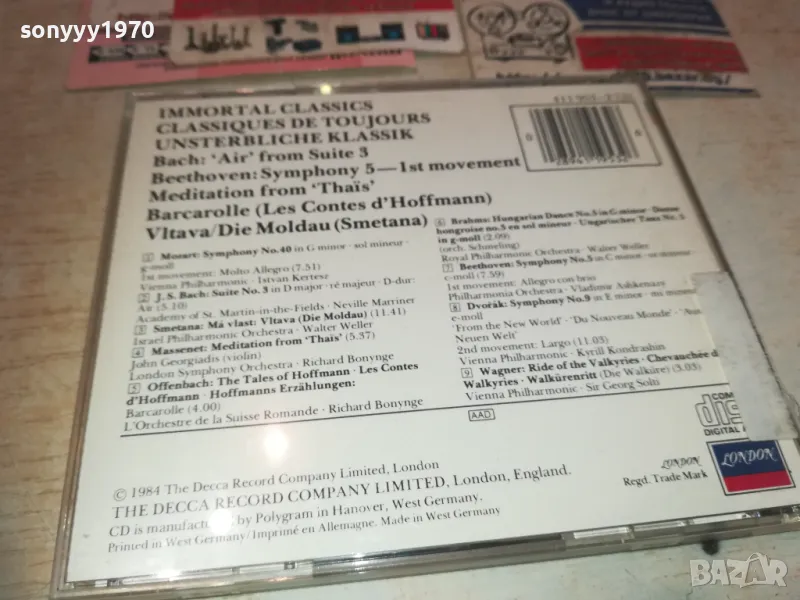 sonyyy1970
IMMORTAL CLASSICS
CLASSIQUES DE TOUJOURS
UNSTERBLICHE KLASSIK
Bach: 'Air' from Suite 3
Beethoven: Symphony 5—1st movement
Meditation from 'Thaïs'
Barcarolle (Les Contes d'Hoffmann)
Vltava/Die Moldau (Smetana)
1 Mozart: Symphony No.40 in G minor · sol mineur ·
g-moll
1st movement: Molto Allegro (7.51)
Vienna Philharmonic · Istvan Kertesz
2 J.S. Bach: Suite No.3 in D major · ré majeur · D-dur:
Air (5.10)
Academy of St. Martin-in-the-Fields · Neville Marriner
3 Smetana: Má vlast: Vltava (Die Moldau) (11.41)
Israel Philharmonic Orchestra · Walter Weller
4 Massenet: Meditation from 'Thaïs' (5.37)
John Georgiadis (violin)
London Symphony Orchestra · Richard Bonynge
5 Offenbach: The Tales of Hoffmann · Les Contes
d'Hoffmann · Hoffmanns Erzählungen:
Barcarolle (4.00)
L'Orchestre de la Suisse Romande · Richard Bonynge
6 Brahms: Hungarian Dance No.5 in G minor · Danse
hongroise no.5 en sol mineur · Ungarischer Tanz Nr. 5
in g-moll (2.09)
(orch. Schmeling)
Royal Philharmonic Orchestra · Walter Weller
7 Beethoven: Symphony No.5 in C minor · ut mineur ·
c-moll (7.59)
1st movement: Allegro con brio
Philharmonia Orchestra · Vladimir Ashkenazy
8 Dvořák: Symphony No.9 in E minor · mi mineur
e-moll
'From the New World' · 'Du Nouveau Monde' ·
Neuen Welt'
2nd movement: Largo (11.03)
Vienna Philharmonic · Kyrill Kondrashin
9 Wagner: Ride of the Valkyries · Chevauchée d
Walkyries · Walkürenritt (Die Walküre) (3.03)
Vienna Philharmonic · Sir Georg Solti
AAD
COM
DIGITAL A
LONDON
LONDON
Regd. Trade Mark
© 1984 The Decca Record Company Limited, London
THE DECCA RECORD COMPANY LIMITED, London, England.
CD is manufactured by Polygram in Hanover, West Germany.
Printed in West Germany/Imprimé en Allemagne. Made in West Germany
BAZAR